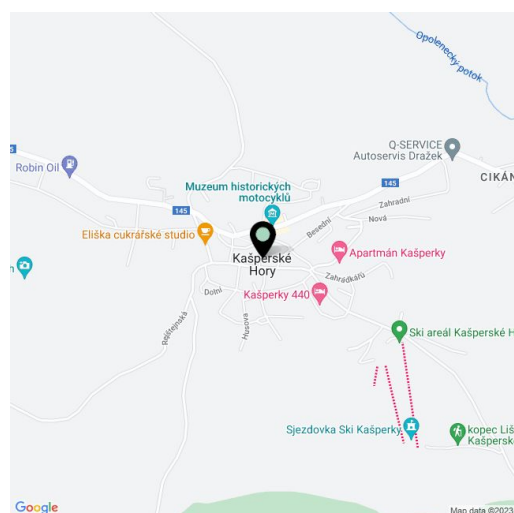 Opolenecký
potok
Q-SERVICE
Autoservis Dražek
Robin Oil
CIKÁN
Muzeum historických
motocyklů
Zahradní
145
Nová
145
Besední
Eliška cukrářské studio
Apartmán Kašperky
Kašperské
Hory
Zahrádkářů
Dolní
Kašperky 440
Rejštejnská
Husova
Ski areál Kašperské H
Sjezdovka Ski Kašperky
kopec Liš
Kašpersk
Google
Map data ©2023